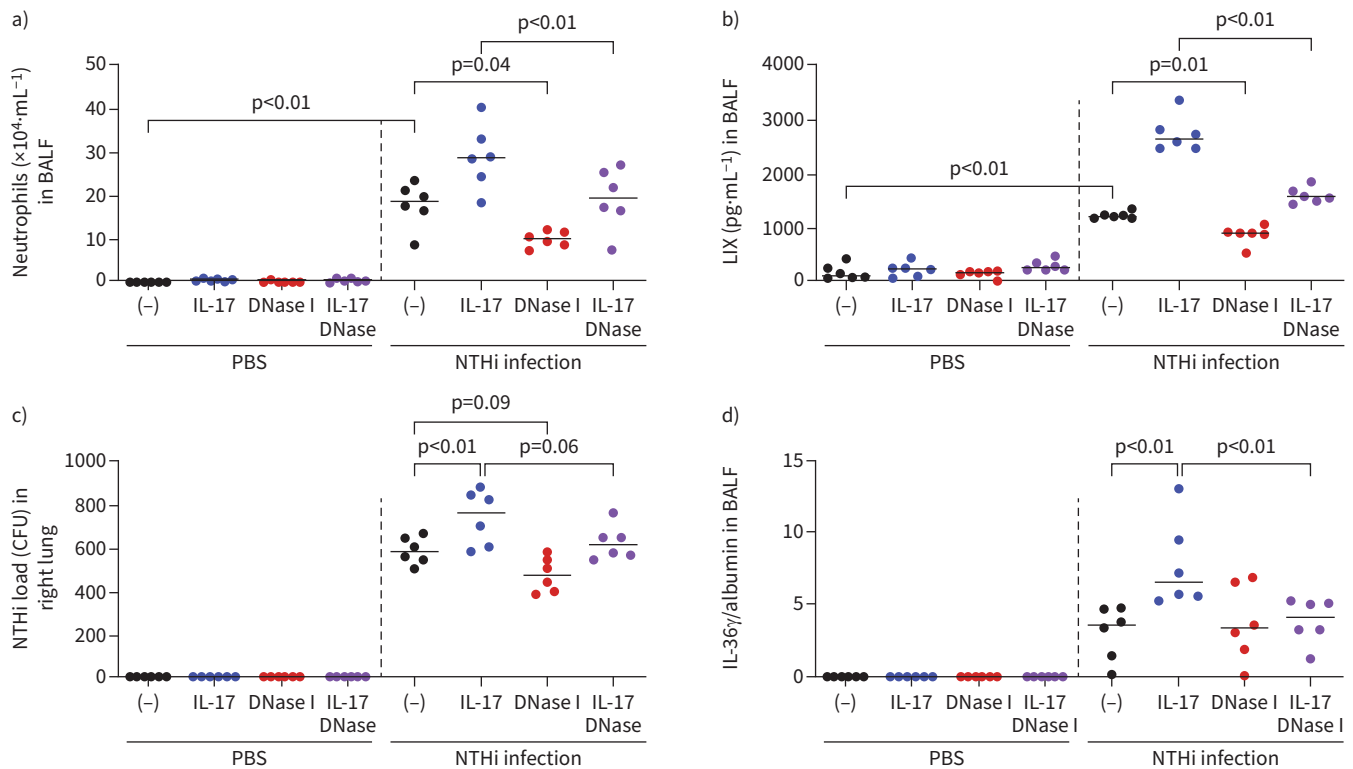 a)
p<0.01
p=0.04
p<0.01
50
40
30
20
10
0
Neutrophils (×10⁴·mL⁻¹)
in BALF
(–) IL-17 DNase I IL-17 (–) IL-17 DNase I IL-17
DNase DNase
PBS NTHi infection
b)
p<0.01
p=0.01
p<0.01
4000
3000
2000
1000
0
LIX (pg·mL⁻¹) in BALF
(–) IL-17 DNase I IL-17 (–) IL-17 DNase I IL-17
DNase DNase
PBS NTHi infection
c)
p=0.09
p<0.01 p=0.06
1000
800
600
400
200
0
NTHi load (CFU) in
right lung
(–) IL-17 DNase I IL-17 (–) IL-17 DNase I IL-17
DNase DNase
PBS NTHi infection
d)
p<0.01 p<0.01
15
10
5
0
IL-36γ/albumin in BALF
(–) IL-17 DNase I IL-17 (–) IL-17 DNase I IL-17
DNase I DNase I
PBS NTHi infection